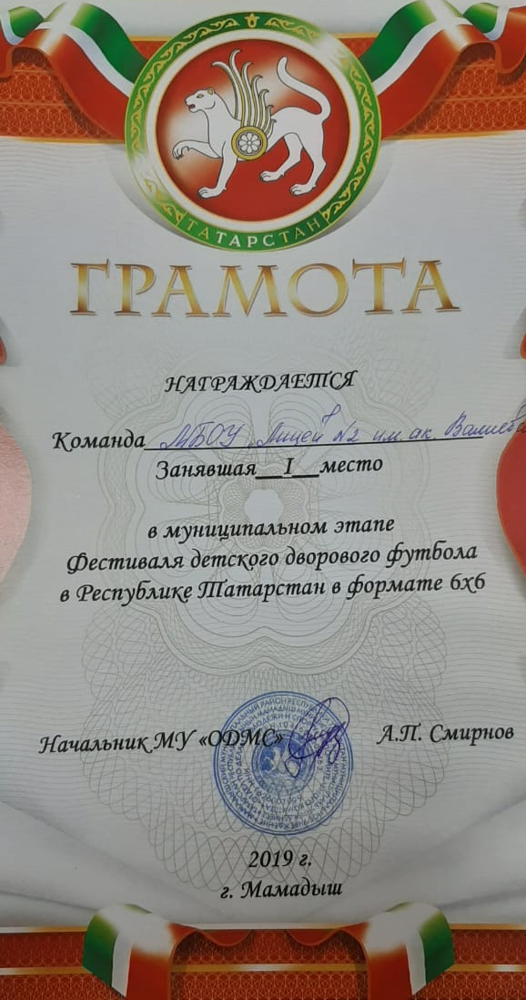 ТАТАРСТАН
ГРАМОТА
НАГРАЖДАЕТСЯ
Команда МБОУ Лицей №2 им. ак. Валиева
Занявшая I место
в муниципальном этапе
Фестиваля детского дворового футбола
в Республике Татарстан в формате 6х6
Начальник МУ «ОДМС» А.П. Смирнов
2019 г.
г. Мамадыш